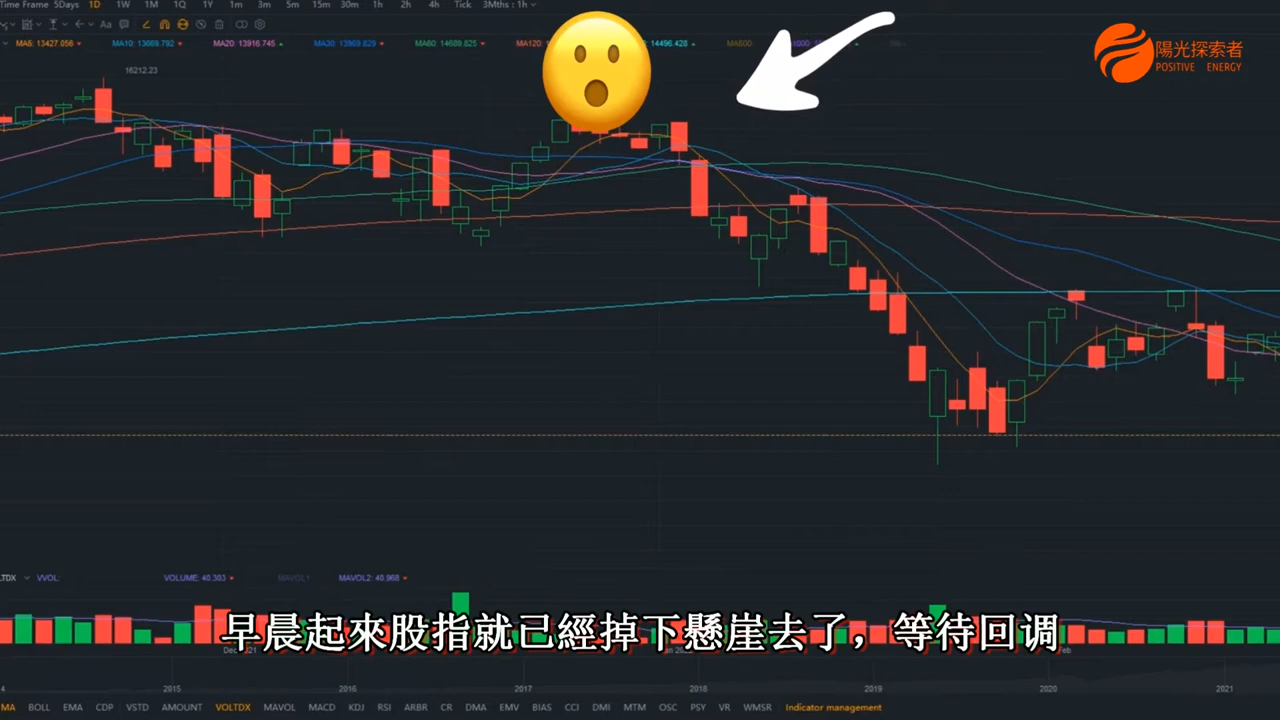 Time Frame 5Days 1D 1W 1M 1Q 1Y 1m 3m 5m 15m 30m 1h 2h 4h Tick 3Mths : 1h
Aa
MA5: 13427.056 MA10: 13669.792 MA20: 13916.745 MA30: 13969.829 MA60: 14689.825 MA120: 14496.428 MA500
16212.23
陽光探索者
POSITIVE ENERGY
LTDX VVOL: VOLUME: 40.303 MAVOL1 MAVOL2: 40.968
早晨起來股指就已經掉下懸崖去了，等待回调
2015 2016 2017 2018 2019 2020 2021
MA BOLL EMA CDP VSTD AMOUNT VOLTDX MAVOL MACD KDJ RSI ARBR CR DMA EMV BIAS CCI DMI MTM OSC PSY VR WMSR Indicator management